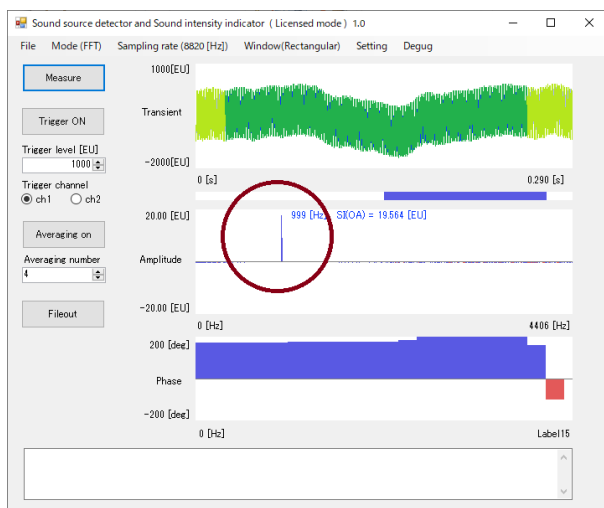 Sound source detector and Sound intensity indicator ( Licensed mode ) 1.0
File Mode (FFT) Sampling rate (8820 [Hz]) Window(Rectangular) Setting Degug
Measure
Trigger ON
Trigger level [EU]
1000
Trigger channel
ch1 ch2
Averaging on
Averaging number
4
Fileout
1000[EU]
Transient
-2000[EU]
0 [s] 0.290 [s]
20.00 [EU]
999 [Hz] SI(OA) = 19.564 [EU]
Amplitude
-20.00 [EU]
0 [Hz] 4406 [Hz]
200 [deg]
Phase
-200 [deg]
0 [Hz] Label15